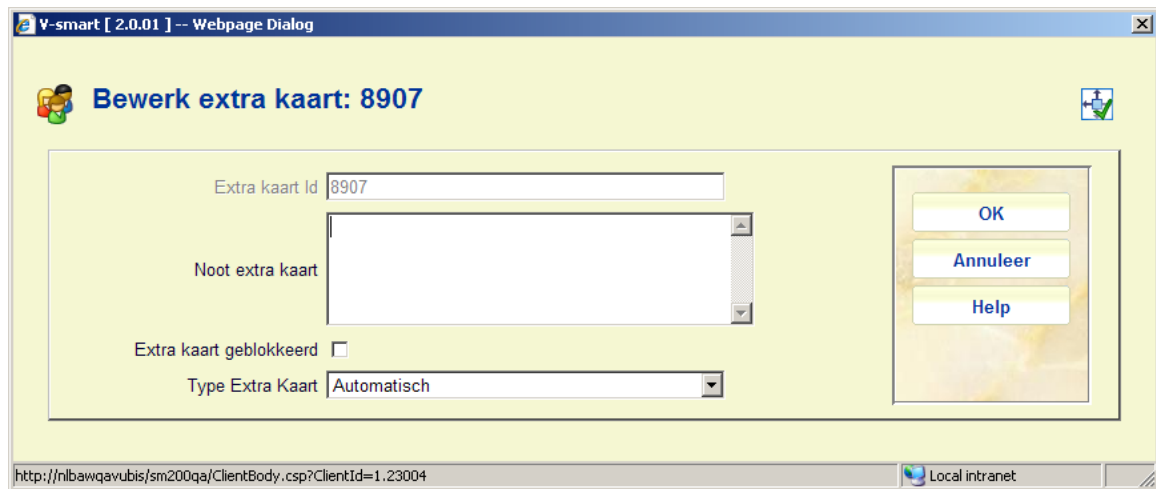 V-smart [ 2.0.01 ] -- Webpage Dialog
Bewerk extra kaart: 8907
Extra kaart Id 8907
Noot extra kaart
Extra kaart geblokkeerd
Type Extra Kaart Automatisch
OK
Annuleer
Help
http://nlbawqavubis/sm200qa/ClientBody.csp?ClientId=1.23004
Local intranet